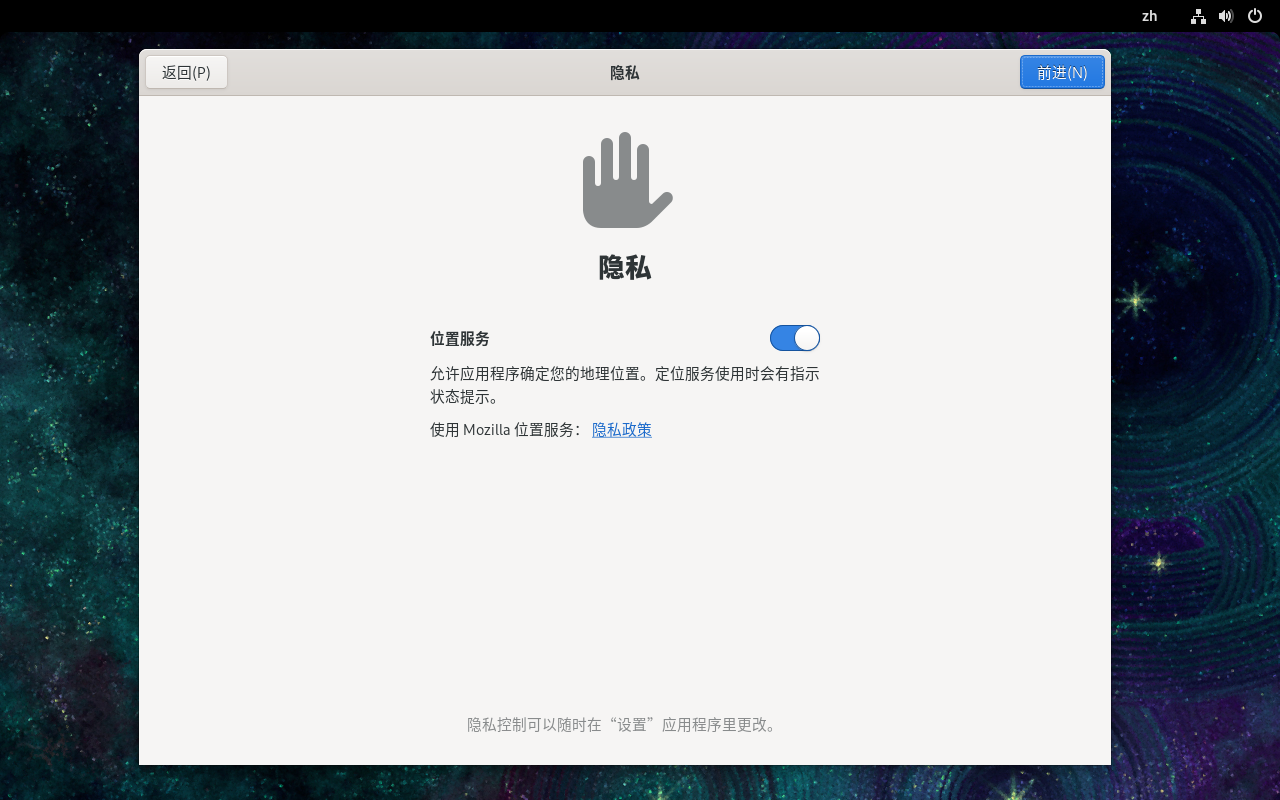 zh
返回(P)
隐私
前进(N)
隐私
位置服务
允许应用程序确定您的地理位置。定位服务使用时会有指示
状态提示。
使用 Mozilla 位置服务： 隐私政策
隐私控制可以随时在“设置”应用程序里更改。